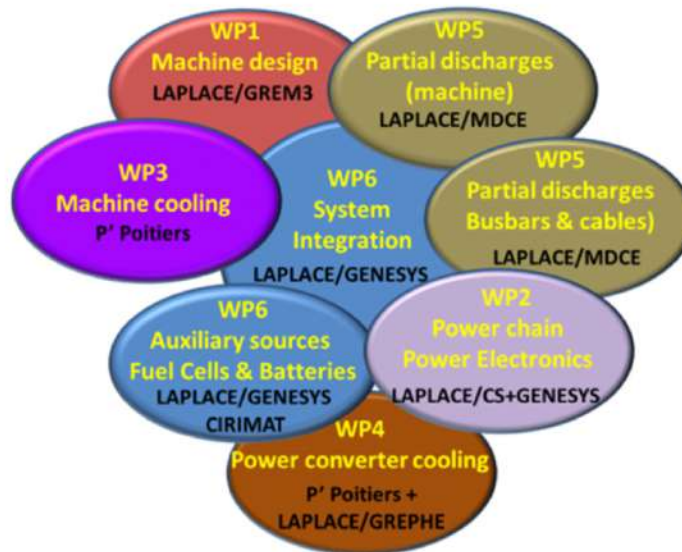 WP1
Machine design
LAPLACE/GREM3
WP5
Partial discharges
(machine)
LAPLACE/MDCE
WP3
Machine cooling
P' Poitiers
WP6
System
Integration
LAPLACE/GENESYS
WP5
Partial discharges
Busbars & cables)
LAPLACE/MDCE
WP6
Auxiliary sources
Fuel Cells & Batteries
LAPLACE/GENESYS
CIRIMAT
WP2
Power chain
Power Electronics
LAPLACE/CS+GENESYS
WP4
Power converter cooling
P' Poitiers +
LAPLACE/GREPHE